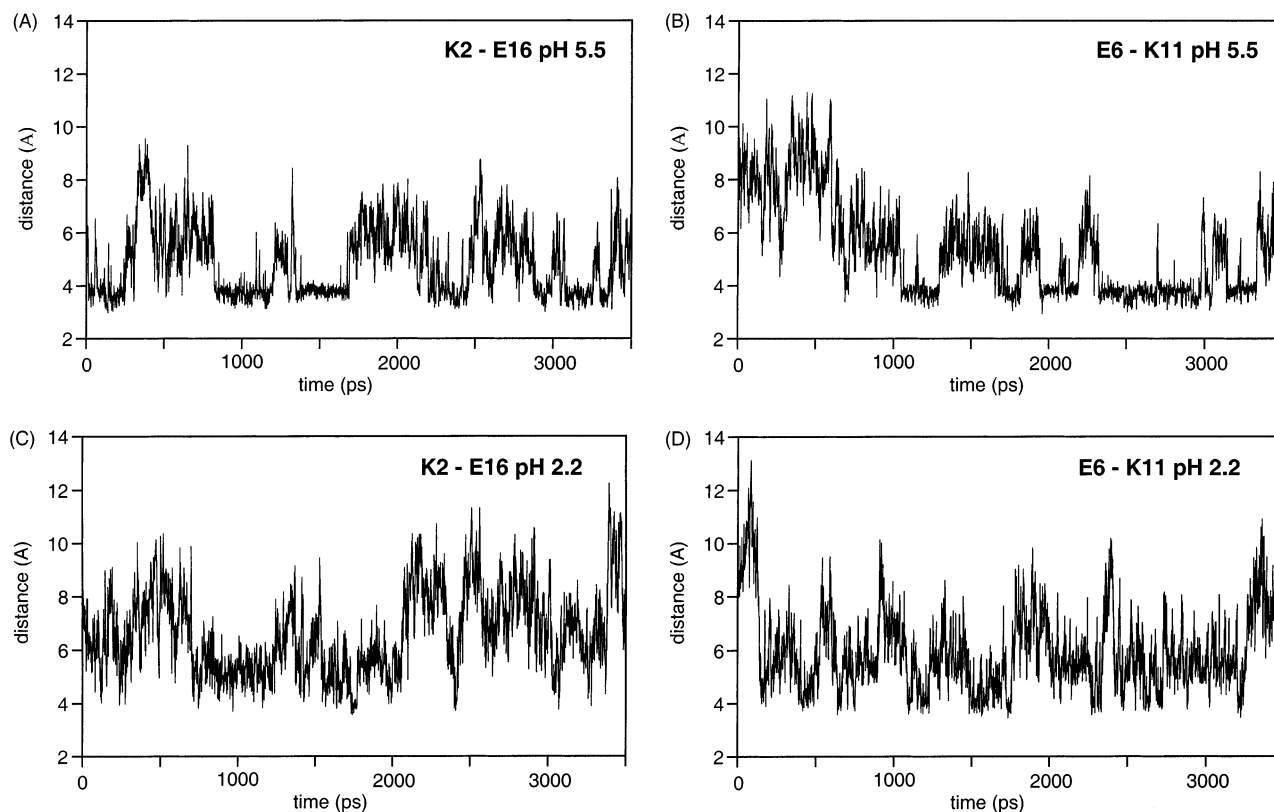 (A)
14
12
10
8
6
4
2
distance (A)
K2 - E16 pH 5.5
0
1000
2000
3000
time (ps)
(B)
14
12
10
8
6
4
2
distance (A)
E6 - K11 pH 5.5
0
1000
2000
3000
time (ps)
(C)
14
12
10
8
6
4
2
distance (A)
K2 - E16 pH 2.2
0
1000
2000
3000
time (ps)
(D)
14
12
10
8
6
4
2
distance (A)
E6 - K11 pH 2.2
0
1000
2000
3000
time (ps)